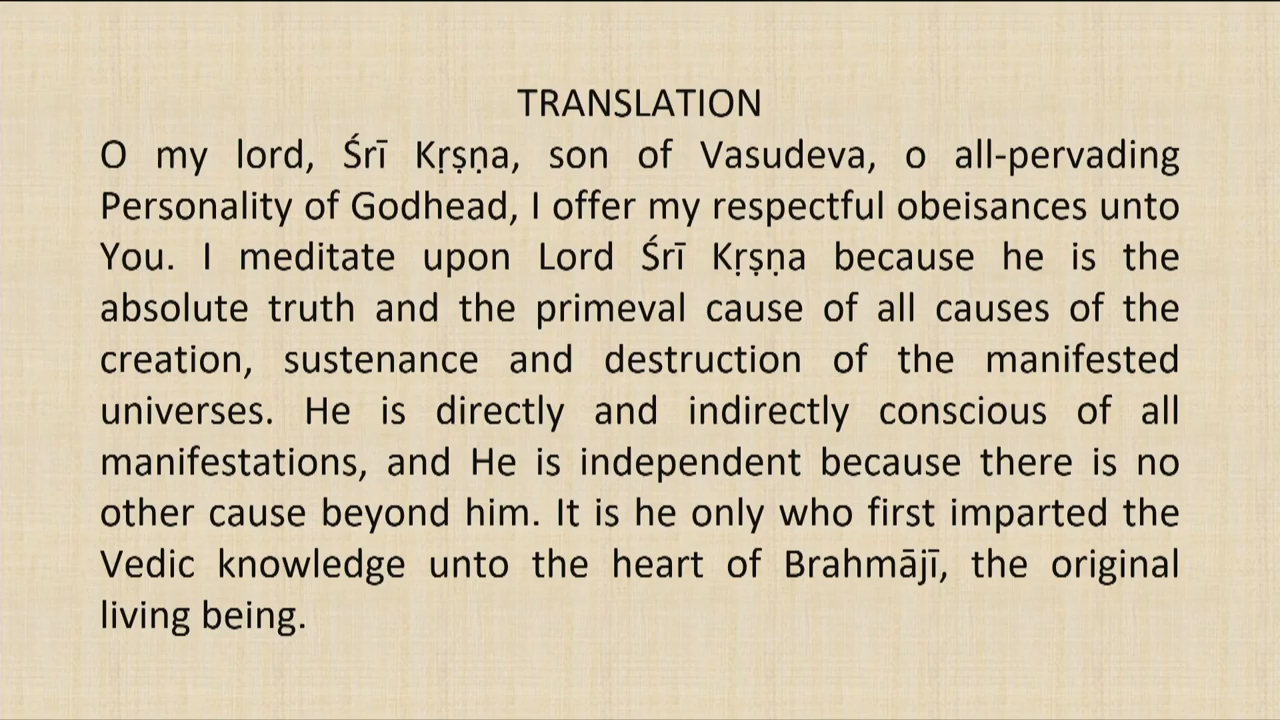 TRANSLATION
O my lord, Śrī Kṛṣṇa, son of Vasudeva, o all-pervading
Personality of Godhead, I offer my respectful obeisances unto
You. I meditate upon Lord Śrī Kṛṣṇa because he is the
absolute truth and the primeval cause of all causes of the
creation, sustenance and destruction of the manifested
universes. He is directly and indirectly conscious of all
manifestations, and He is independent because there is no
other cause beyond him. It is he only who first imparted the
Vedic knowledge unto the heart of Brahmājī, the original
living being.